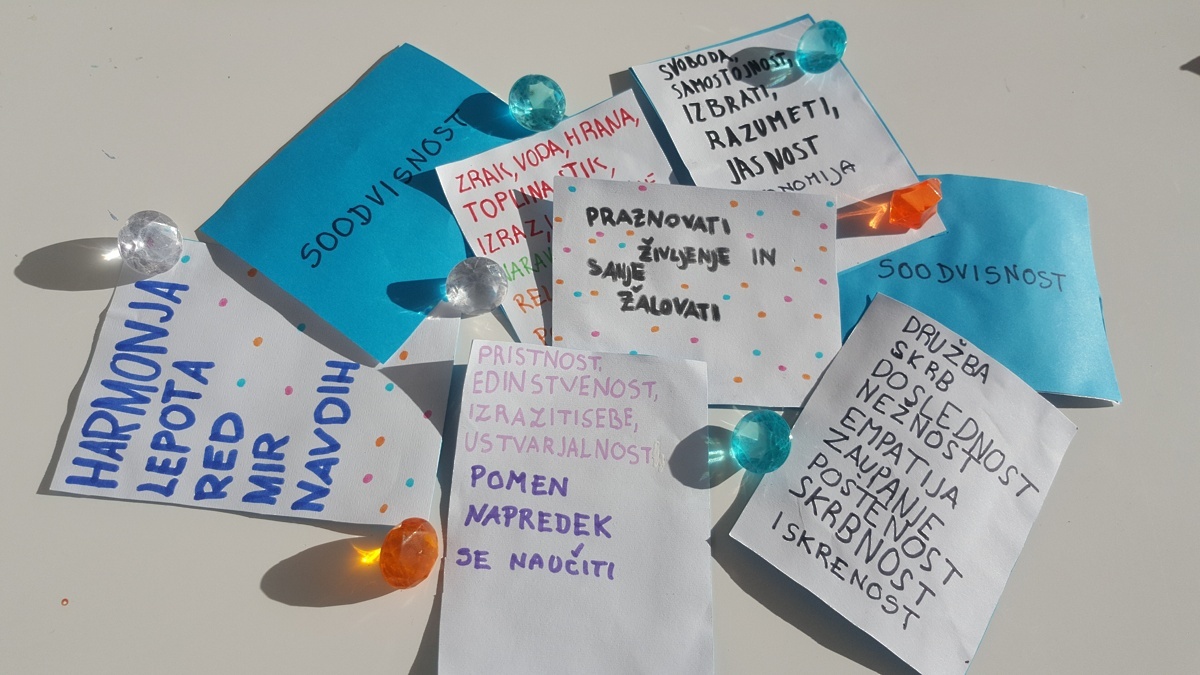 SOODVISNOST
SVOBODA,
SAMOSTOJNOST,
IZBRATI,
RAZUMETI,
JASNOST
ZRAK, VODA, HRANA,
TOPLINA
IZRAZ
PRAZNOVATI
ŽIVLJENJE IN
SANJE
ŽALOVATI
SOODVISNOST
HARMONIJA
LEPOTA
RED
MIR
NAVDIH
PRISTNOST,
EDINSTVENOST,
IZRAZITI SEBE,
USTVARJALNOST
POMEN
NAPREDEK
SE NAUČITI
DRUŽBA
SKRB
DOSLEDNOST
NEŽNOST
EMPATIJA
ZAUPANJE
POŠTENOST
SKRBNOST
ISKRENOST